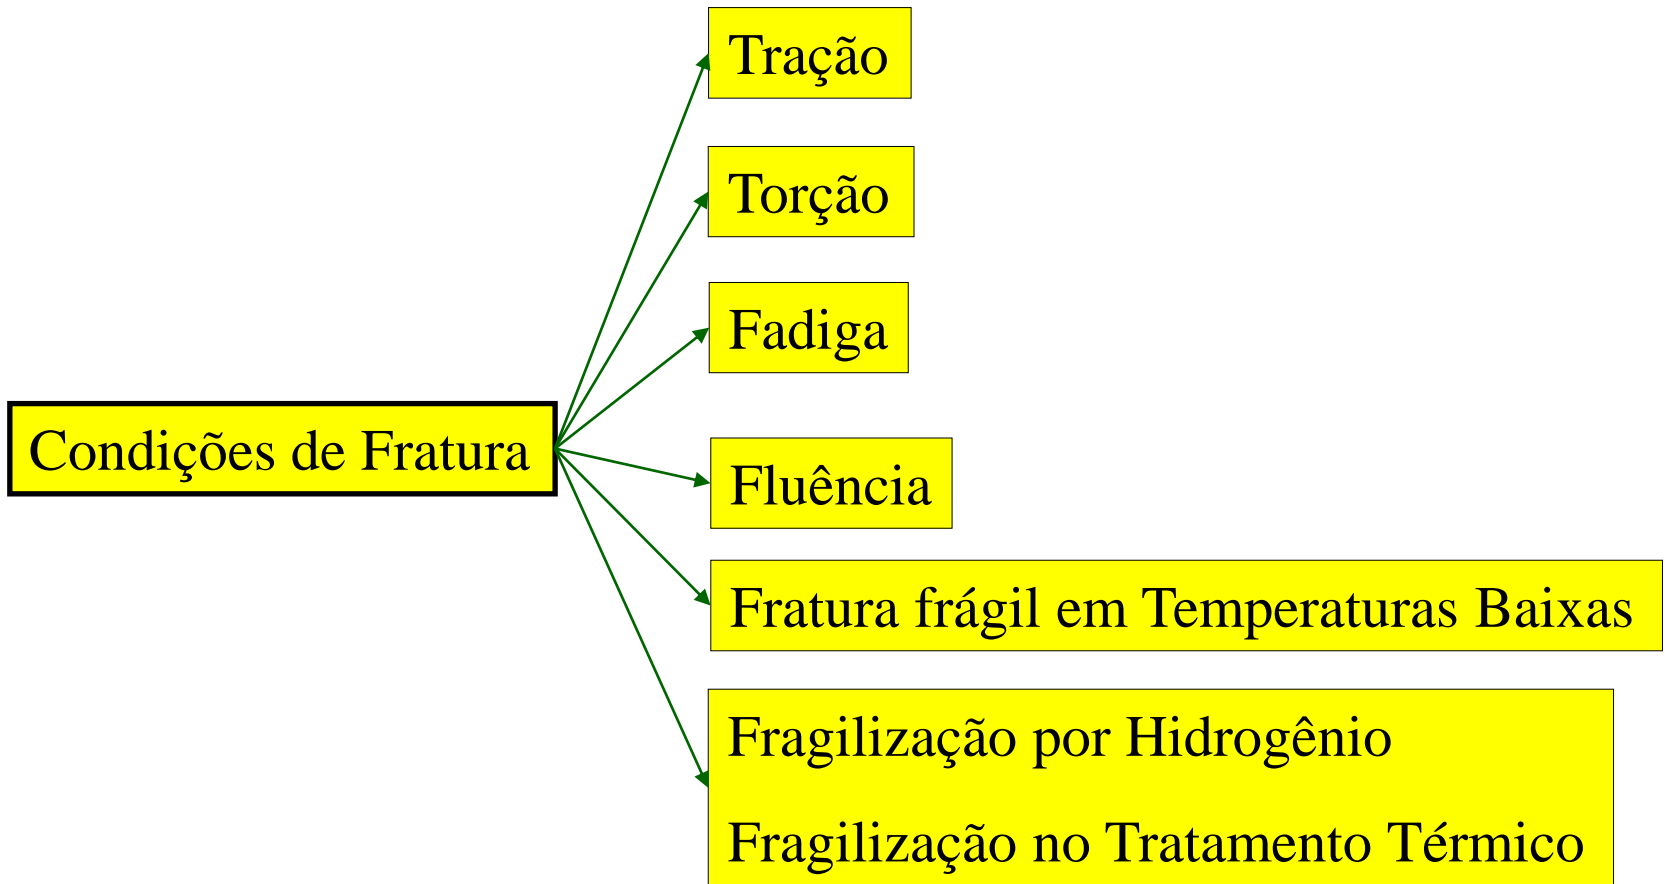 Tração
Torção
Fadiga
Condições de Fratura
Fluência
Fratura frágil em Temperaturas Baixas
Fragilização por Hidrogênio
Fragilização no Tratamento Térmico